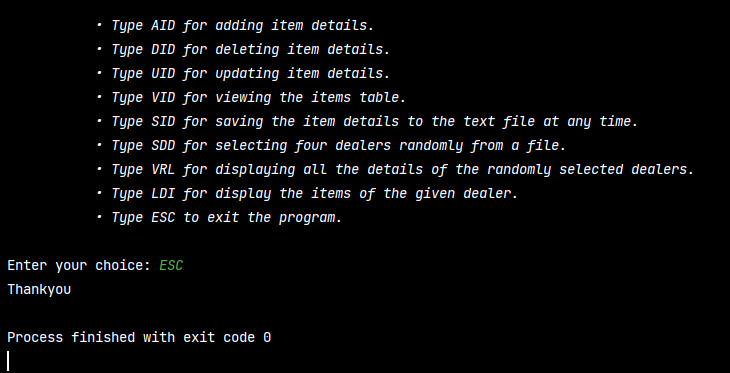 • Type AID for adding item details.
• Type DID for deleting item details.
• Type UID for updating item details.
• Type VID for viewing the items table.
• Type SID for saving the item details to the text file at any time.
• Type SDD for selecting four dealers randomly from a file.
• Type VRL for displaying all the details of the randomly selected dealers.
• Type LDI for display the items of the given dealer.
• Type ESC to exit the program.
Enter your choice: ESC
Thankyou
Process finished with exit code 0